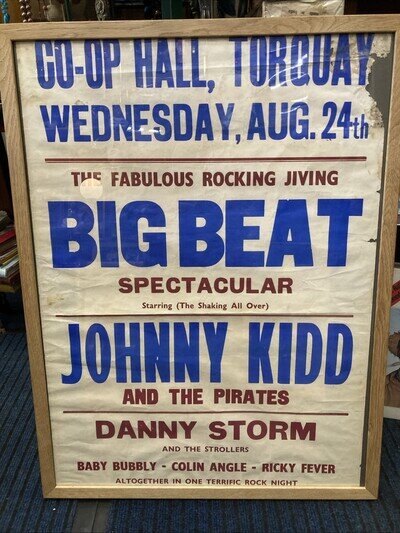 CO-OP HALL, TORQUAY
WEDNESDAY, AUG. 24th
THE FABULOUS ROCKING JIVING
BIG BEAT
SPECTACULAR
Starring (The Shaking All Over)
JOHNNY KIDD
AND THE PIRATES
DANNY STORM
AND THE STROLLERS
BABY BUBBLY - COLIN ANGLE - RICKY FEVER
ALTOGETHER IN ONE TERRIFIC ROCK NIGHT